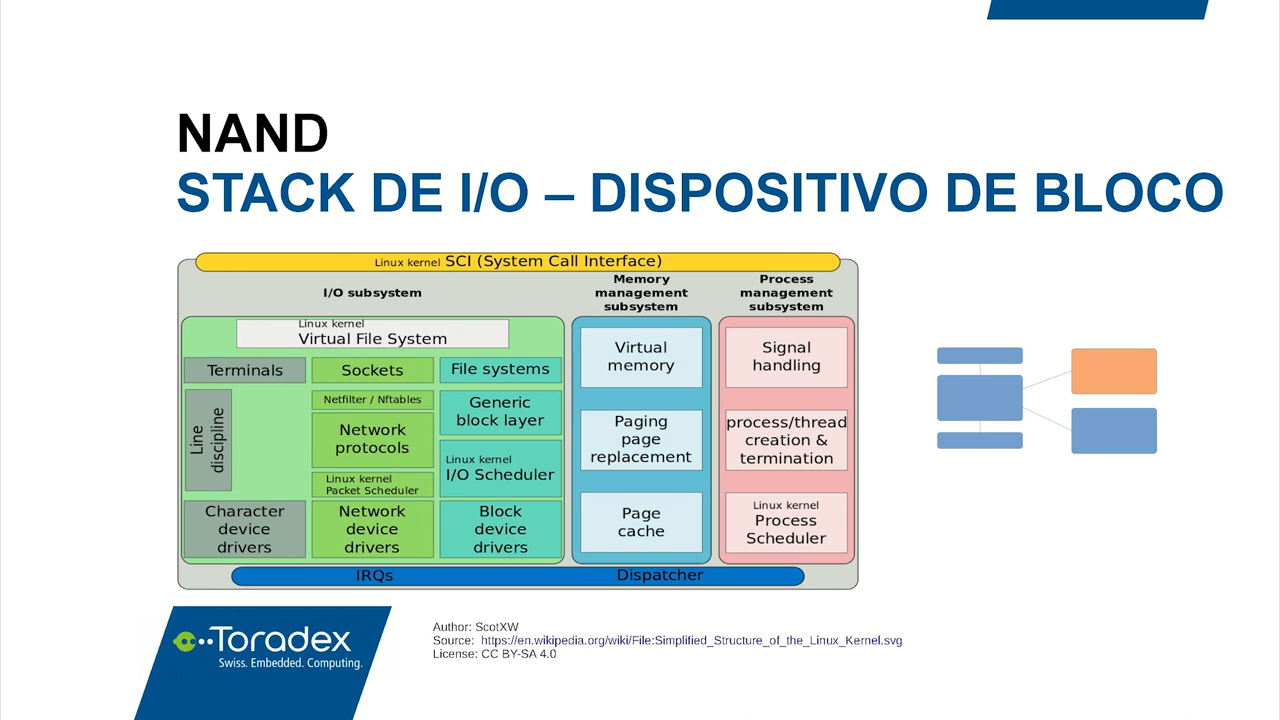 NAND
STACK DE I/O – DISPOSITIVO DE BLOCO
Linux kernel SCI (System Call Interface)
I/O subsystem
Memory
management
subsystem
Process
management
subsystem
Linux kernel
Virtual File System
Terminals
Sockets
File systems
Line
discipline
Netfilter / Nftables
Network
protocols
Linux kernel
Packet Scheduler
Generic
block layer
Linux kernel
I/O Scheduler
Character
device
drivers
Network
device
drivers
Block
device
drivers
Virtual
memory
Paging
page
replacement
Page
cache
Signal
handling
process/thread
creation &
termination
Linux kernel
Process
Scheduler
IRQs
Dispatcher
Toradex
Swiss. Embedded. Computing.
Author: ScotXW
Source: https://en.wikipedia.org/wiki/File:Simplified_Structure_of_the_Linux_Kernel.svg
License: CC BY-SA 4.0